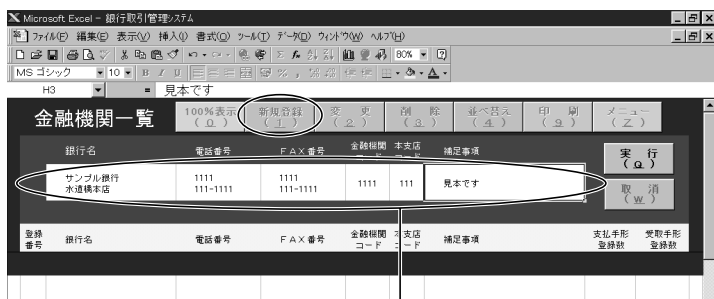 Microsoft Excel - 銀行取引管理システム
ファイル(F) 編集(E) 表示(V) 挿入(I) 書式(O) ツール(T) データ(D) ウィンドウ(W) ヘルプ(H)
80%
MS ゴシック 10 B I U
H3 = 見本です
金融機関一覧
100%表示 (0) 新規登録 (1) 変更 (2) 削除 (3) 並べ替え (4) 印刷 (9) メニュー (Z)
銀行名 電話番号 FAX番号 金融機関コード 本支店コード 補足事項
実行 (Q)
サンプル銀行 1111 1111 1111 111 見本です
水道橋本店 111-1111 111-1111
取消 (W)
登録番号 銀行名 電話番号 FAX番号 金融機関コード 本支店コード 補足事項 支払手形登録数 受取手形登録数